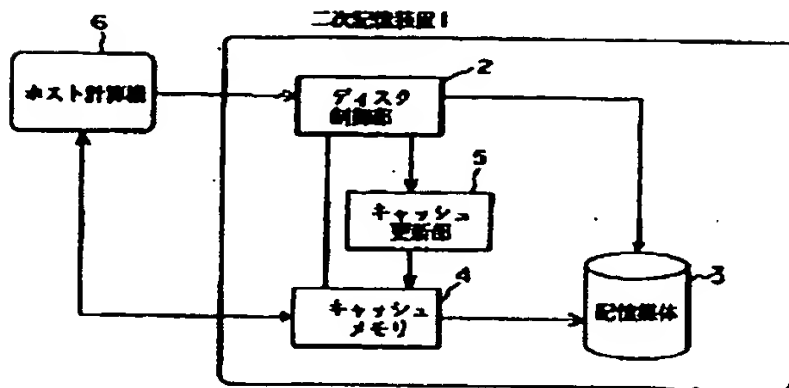 二次記憶装置1
6
ホスト計算機
2
ディスク
制御部
5
キャッシュ
更新部
4
キャッシュ
メモリ
3
記憶媒体